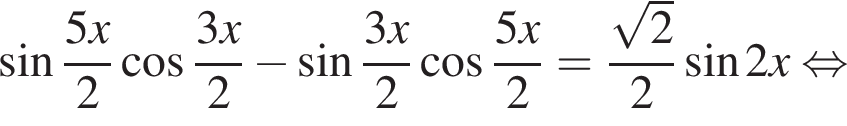 sin 5x/2 cos 3x/2 − sin 3x/2 cos 5x/2 = √2/2 sin 2x ⇔